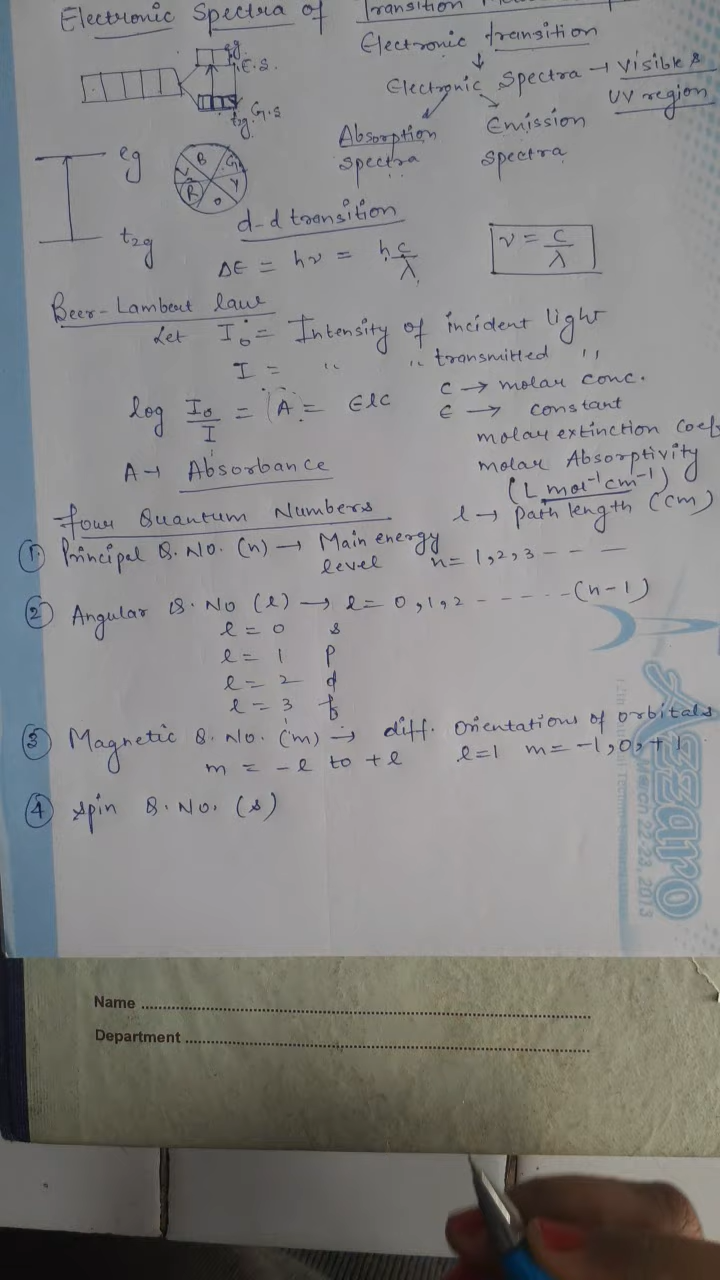 Electronic Spectra of Transition
Electronic transition
eg
E.S.
Electronic Spectra → Visible &
UV region
t2g G.S
Absorption Emission
Spectra Spectra
eg
B G Y O R V
t2g
d-d transition
ΔE = hν = h c/λ
ν = c/λ
Beer-Lambert law
Let I₀ = Intensity of incident light
I = " " transmitted "
C → molar conc.
log I₀/I = A = ЄlC
Є → constant
molar extinction Coef
A → Absorbance
molar Absorptivity
(L mol⁻¹ cm⁻¹)
l → Path length (cm)
Four Quantum Numbers
① Principal Q. No. (n) → Main energy
level n = 1, 2, 3 - - -
② Angular Q. No (l) → l = 0, 1, 2 - - - - - (n-1)
l = 0 s
l = 1 p
l = 2 d
l = 3 f
③ Magnetic Q. No. (m) → diff. Orientations of orbitals
m = -l to +l l=1 m = -1, 0, +1
④ Spin Q. No. (s)
22-23, 2013
Name
Department